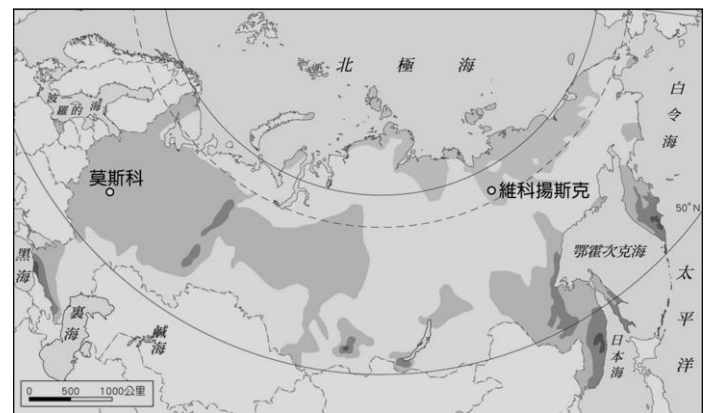 北極海
白令海
波羅的海
莫斯科
維科揚斯克
50°N
鄂霍次克海
黑海
太平洋
裏海
鹹海
日本海
0 500 1000公里